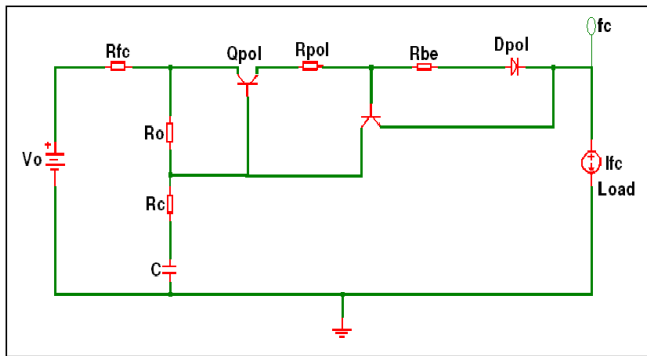 fc
Rfc
Qpol
Rpol
Rbe
Dpol
Ro
Vo
+
Ifc
Load
Rc
C